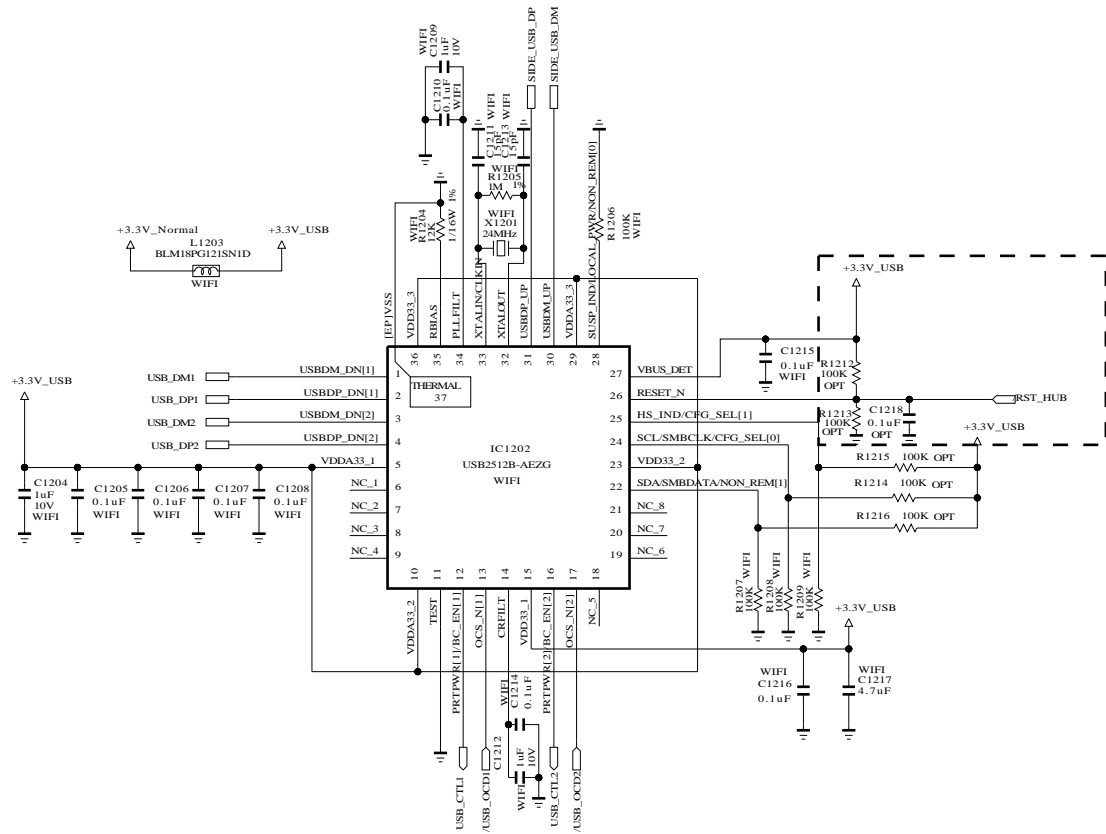 WIFI
C1209
1uF
10V
C1210
0.1uF
WIFI
SIDE_USB_DP
SIDE_USB_DM
C1211
WIFI
15pF
C1213
WIFI
15pF
WIFI
R1205
1M
1%
WIFI
X1201
24MHz
WIFI
R1204
12K
1/16W
1%
R1206
100K
WIFI
+3.3V_Normal
L1203
BLM18PG121SN1D
WIFI
+3.3V_USB
[EP]VSS
VDD33_3
RBIAS
PLLFILT
XTALIN/CLKIN
XTALOUT
USBDP_UP
USBDM_UP
VDDA33_3
SUSP_IND/LOCAL_PWR/NON_REM[0]
36
35
34
33
32
31
30
29
28
THERMAL
37
IC1202
USB2512B-AEZG
WIFI
USB_DM1
USBDM_DN[1]
1
USB_DP1
USBDP_DN[1]
2
USB_DM2
USBDM_DN[2]
3
USB_DP2
USBDP_DN[2]
4
VDDA33_1
5
NC_1
6
NC_2
7
NC_3
8
NC_4
9
+3.3V_USB
C1204
1uF
10V
WIFI
C1205
0.1uF
WIFI
C1206
0.1uF
WIFI
C1207
0.1uF
WIFI
C1208
0.1uF
WIFI
27
VBUS_DET
26
RESET_N
25
HS_IND/CFG_SEL[1]
24
SCL/SMBCLK/CFG_SEL[0]
23
VDD33_2
22
SDA/SMBDATA/NON_REM[1]
21
NC_8
20
NC_7
19
NC_6
+3.3V_USB
C1215
0.1uF
WIFI
R1212
100K
OPT
R1213
100K
OPT
C1218
0.1uF
OPT
/RST_HUB
+3.3V_USB
R1215
100K
OPT
R1214
100K
OPT
R1216
100K
OPT
R1207
100K
WIFI
R1208
100K
WIFI
R1209
100K
WIFI
+3.3V_USB
WIFI
C1216
0.1uF
WIFI
C1217
4.7uF
10
11
12
13
14
15
16
17
18
VDDA33_2
TEST
PRTPWR[1]/BC_EN[1]
OCS_N[1]
CRFILT
VDD33_1
PRTPWR[2]/BC_EN[2]
OCS_N[2]
NC_5
WIFI
C1214
0.1uF
C1212
WIFI
1uF
10V
USB_CTL1
/USB_OCD1
USB_CTL2
/USB_OCD2